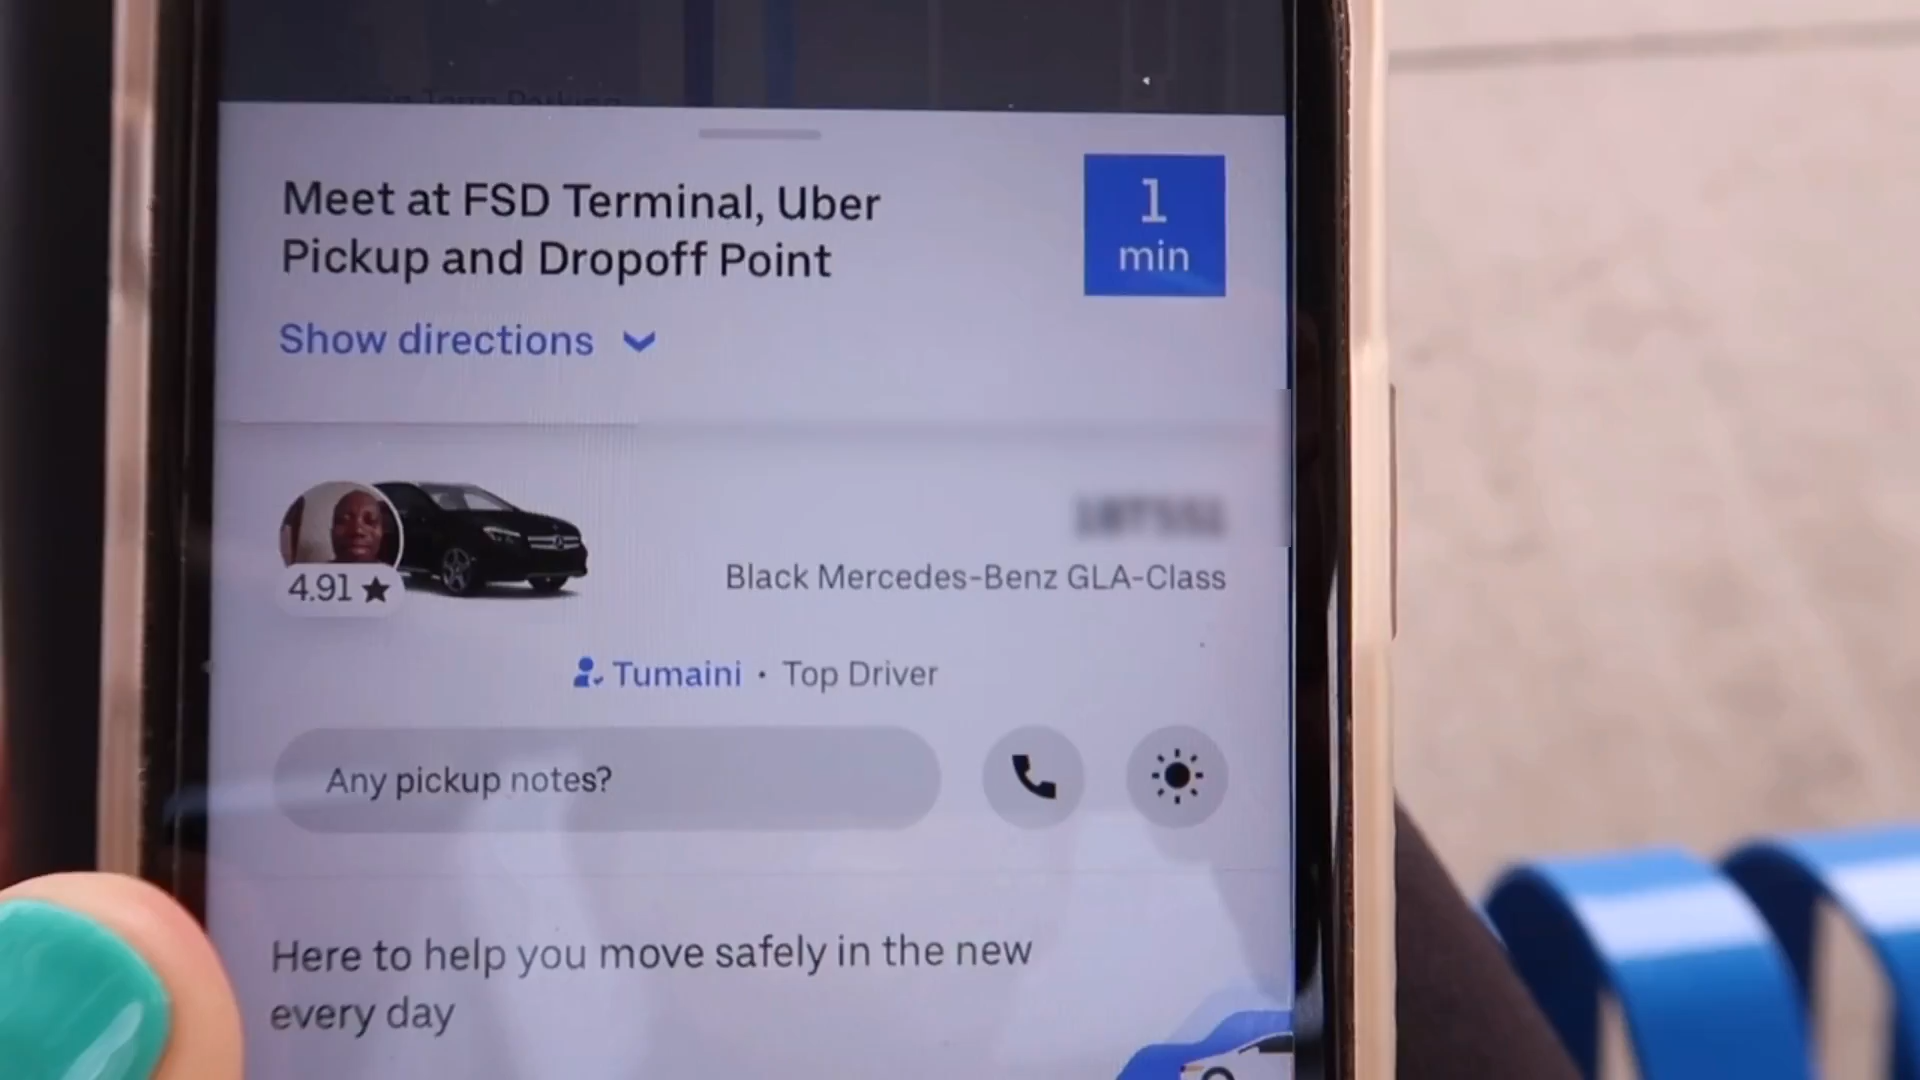 Meet at FSD Terminal, Uber
Pickup and Dropoff Point
1
min
Show directions
4.91 ★
Black Mercedes-Benz GLA-Class
Tumaini · Top Driver
Any pickup notes?
Here to help you move safely in the new
every day